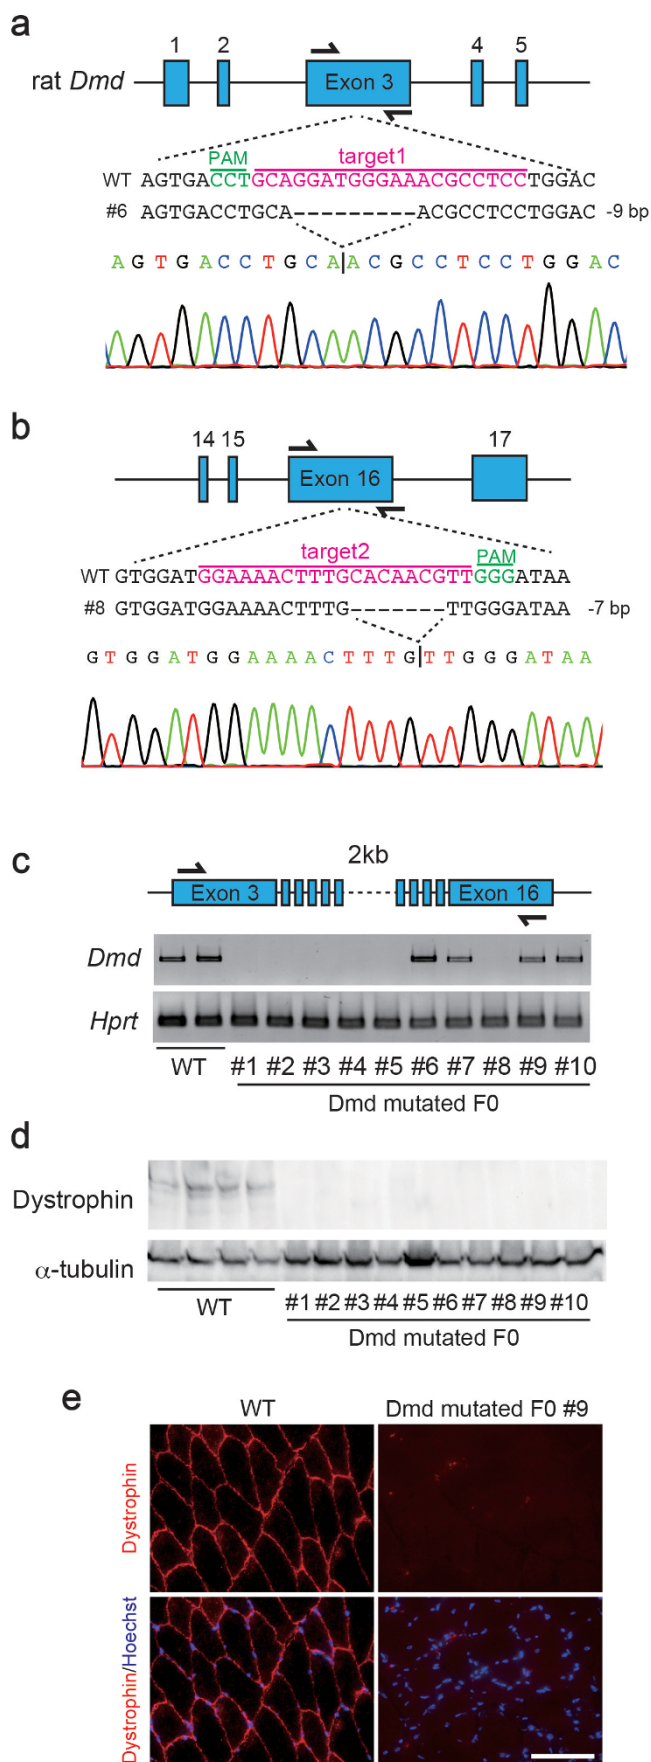 a
1 2 4 5
rat Dmd Exon 3
PAM target1
WT AGTGACCTGCAGGATGGGAAACGCCTCCTGGAC
#6 AGTGACCTGCA---------ACGCCTCCTGGAC -9 bp
A G T G A C C T G C A|A C G C C T C C T G G A C
b
14 15 17
Exon 16
target2 PAM
WT GTGGATGGAAAACTTTGCACAACGTTGGGATAA
#8 GTGGATGGAAAACTTTG-------TTGGGATAA -7 bp
G T G G A T G G A A A A C T T T G|T T G G G A T A A
c
2kb
Exon 3 Exon 16
Dmd
Hprt
WT #1 #2 #3 #4 #5 #6 #7 #8 #9 #10
Dmd mutated F0
d
Dystrophin
α-tubulin
WT #1 #2 #3 #4 #5 #6 #7 #8 #9 #10
Dmd mutated F0
e
WT Dmd mutated F0 #9
Dystrophin
Dystrophin/Hoechst